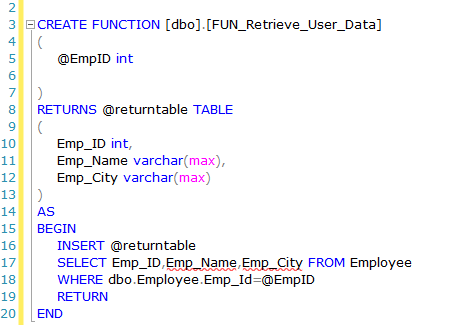 2
3 CREATE FUNCTION [dbo].[FUN_Retrieve_User_Data]
4 (
5 @EmpID int
6
7 )
8 RETURNS @returntable TABLE
9 (
10 Emp_ID int,
11 Emp_Name varchar(max),
12 Emp_City varchar(max)
13 )
14 AS
15 BEGIN
16 INSERT @returntable
17 SELECT Emp_ID,Emp_Name,Emp_City FROM Employee
18 WHERE dbo.Employee.Emp_Id=@EmpID
19 RETURN
20 END